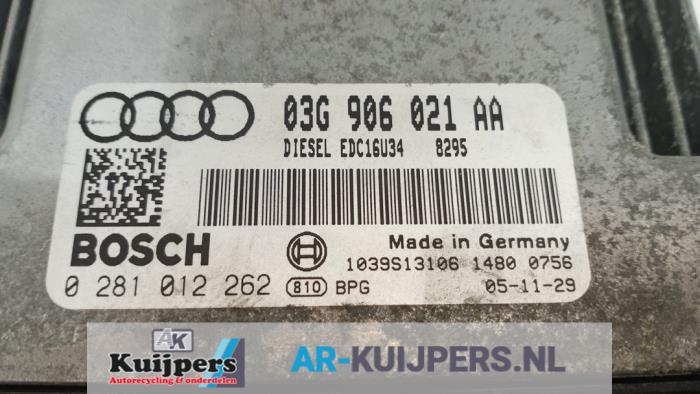 03G 906 021 AA
DIESEL EDC16U34 8295
BOSCH
Made in Germany
1039S13106 1480 0756
0 281 012 262 810 BPG 05-11-29
AK
Kuijpers
Autorecycling & onderdelen
AR-KUIJPERS.NL